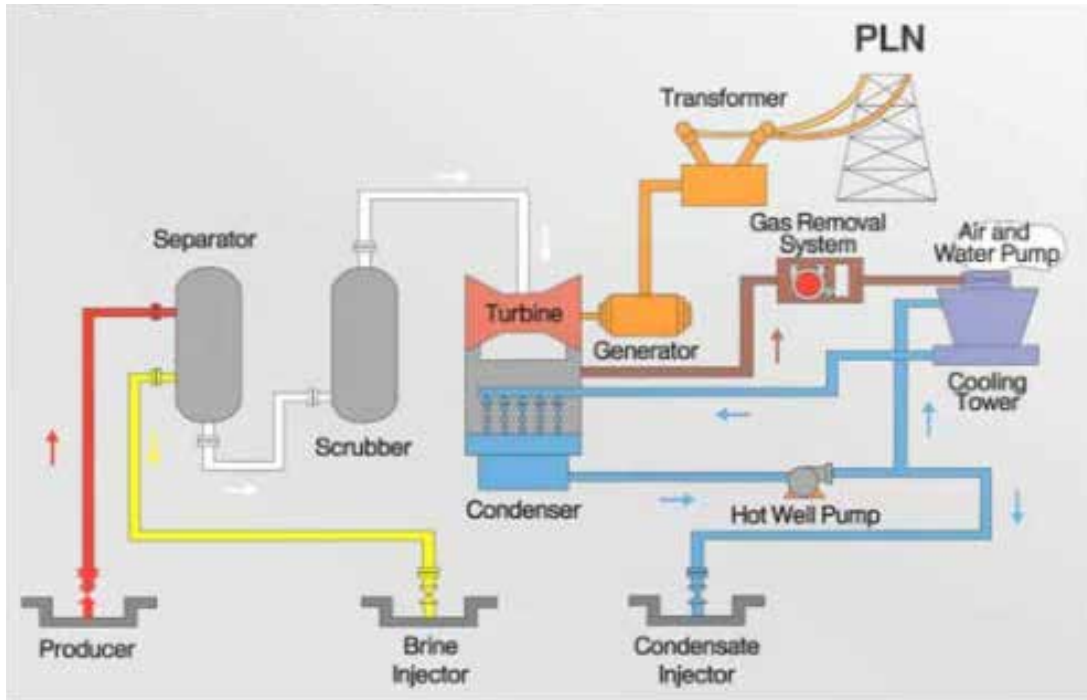 PLN
Transformer
Gas Removal
System
Air and
Water Pump
Separator
Turbine
Generator
Cooling
Tower
Scrubber
Condenser
Hot Well Pump
Producer
Brine
Injector
Condensate
Injector